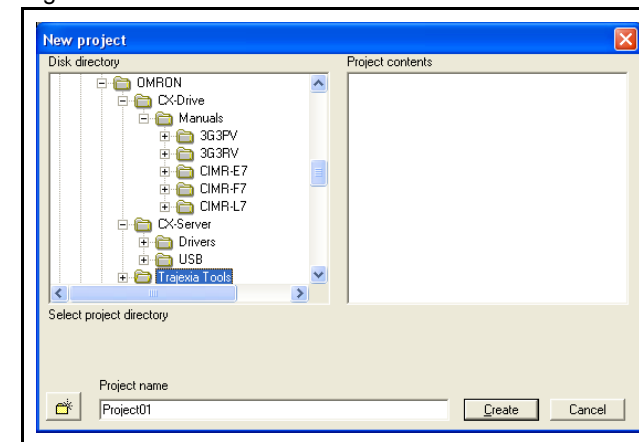 New project
Disk directory
Project contents
OMRON
CX-Drive
Manuals
3G3PV
3G3RV
CIMR-E7
CIMR-F7
CIMR-L7
CX-Server
Drivers
USB
Trajexia Tools
Select project directory
Project name
Project01
Create
Cancel